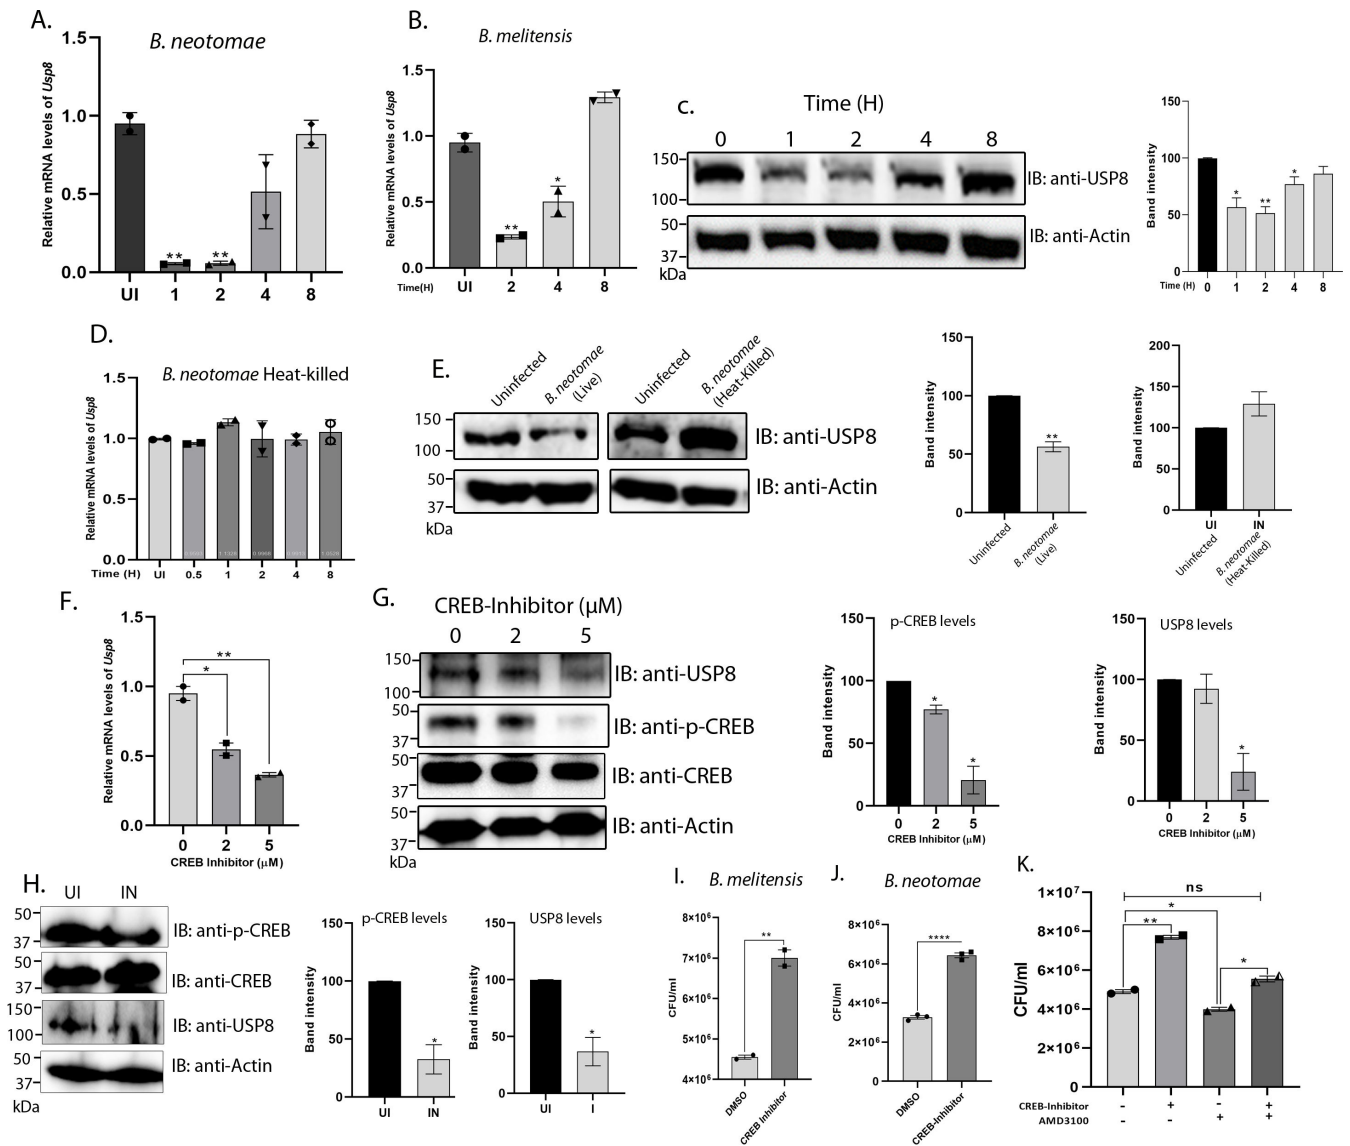 A.
B. neotomae
Relative mRNA levels of Usp8
1.5
1.0
0.5
0.0
**
**
UI 1 2 4 8
B.
B. melitensis
Relative mRNA levels of Usp8
1.5
1.0
0.5
0.0
**
*
Time(H) UI 2 4 8
c.
Time (H)
0 1 2 4 8
150
100
IB: anti-USP8
50
37
IB: anti-Actin
kDa
Band intensity
150
100
50
0
*
**
*
Time (H) 0 1 2 4 8
D.
B. neotomae Heat-killed
Relative mRNA levels of Usp8
1.5
1.0
0.5
0.0
Time (H) UI 0.5 1 2 4 8
E.
Uninfected
B. neotomae
(Live)
Uninfected
B. neotomae
(Heat-Killed)
150
100
IB: anti-USP8
50
37
IB: anti-Actin
kDa
Band intensity
150
100
50
0
**
Uninfected
B. neotomae
(Live)
Band intensity
200
150
100
50
0
UI IN
Uninfected
B. neotomae
(Heat-Killed)
F.
Relative mRNA levels of Usp8
1.5
1.0
0.5
0.0
**
*
0 2 5
CREB Inhibitor (μM)
G.
CREB-Inhibitor (μM)
0 2 5
150
100
IB: anti-USP8
50
37
IB: anti-p-CREB
50
37
IB: anti-CREB
50
37
IB: anti-Actin
kDa
p-CREB levels
Band intensity
150
100
50
0
*
*
0 2 5
CREB Inhibitor (μM)
USP8 levels
Band intensity
150
100
50
0
*
0 2 5
CREB Inhibitor (μM)
H.
UI IN
50
37
IB: anti-p-CREB
50
37
IB: anti-CREB
150
100
IB: anti-USP8
50
37
IB: anti-Actin
kDa
p-CREB levels
Band intensity
150
100
50
0
*
UI IN
USP8 levels
Band intensity
150
100
50
0
*
UI I
I.
B. melitensis
CFU/ml
8×10⁶
7×10⁶
6×10⁶
5×10⁶
4×10⁶
**
DMSO
CREB Inhibitor
J.
B. neotomae
CFU/ml
8×10⁶
6×10⁶
4×10⁶
2×10⁶
0
****
DMSO
CREB-Inhibitor
K.
CFU/ml
1×10⁷
8×10⁶
6×10⁶
4×10⁶
2×10⁶
0
ns
*
**
*
CREB-Inhibitor - + - +
AMD3100 - - + +